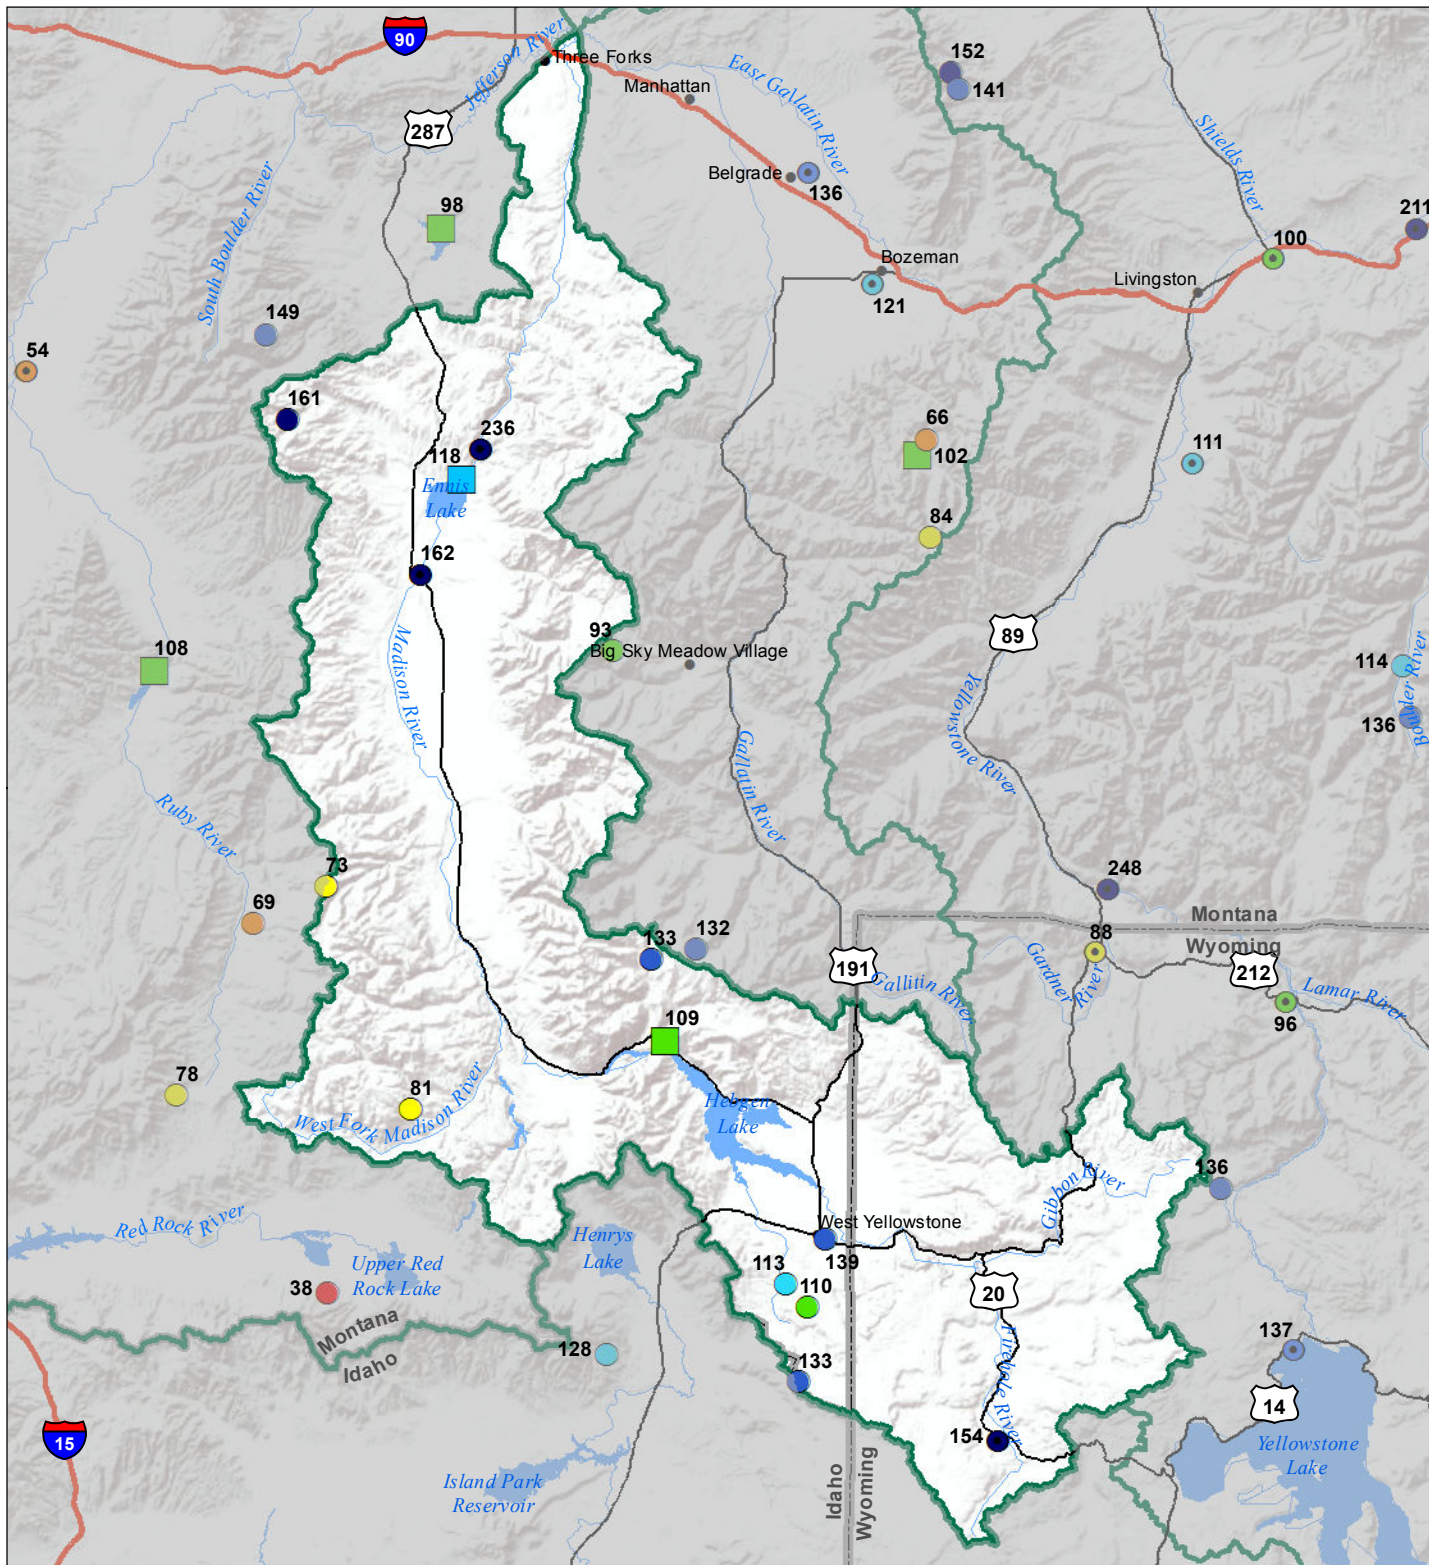 90
Jefferson River
Three Forks
152
141
Manhattan
East Gallatin River
Shields River
287
Belgrade
136
South Boulder River
98
211
100
Bozeman
Livingston
121
149
54
161
236
66
111
118
102
Ennis
Lake
84
162
Madison River
93
Big Sky Meadow Village
89
108
114
Boulder River
136
Yellowstone River
Gallatin River
Ruby River
73
69
248
Montana
Wyoming
133
132
88
191
212
Gallitin River
Gardner
River
Lamar River
96
109
78
81
West Fork Madison River
Hebgen
Lake
136
Gibbon River
Red Rock River
West Yellowstone
139
Henrys
Lake
Upper Red
Rock Lake
113
110
20
38
Montana
Idaho
128
133
Firehole River
137
14
15
154
Yellowstone
Lake
Island Park
Reservoir
Idaho
Wyoming